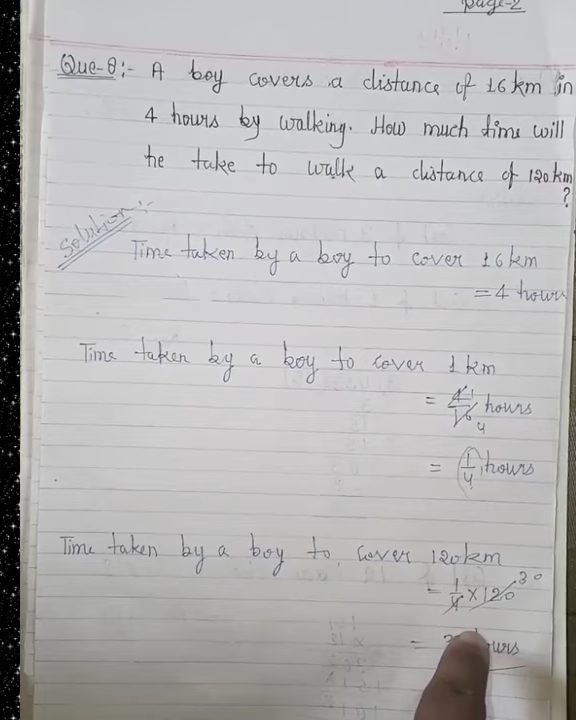 Page-2
Que-8:- A boy covers a distance of 16 km in
4 hours by walking. How much time will
he take to walk a distance of 120 km
?
Solution:-
Time taken by a boy to cover 16 km
= 4 hours
Time taken by a boy to cover 1 km
= 4/16 hours
1
4
= 1/4 hours
Time taken by a boy to cover 120 km
= 1/4 × 120 30
=